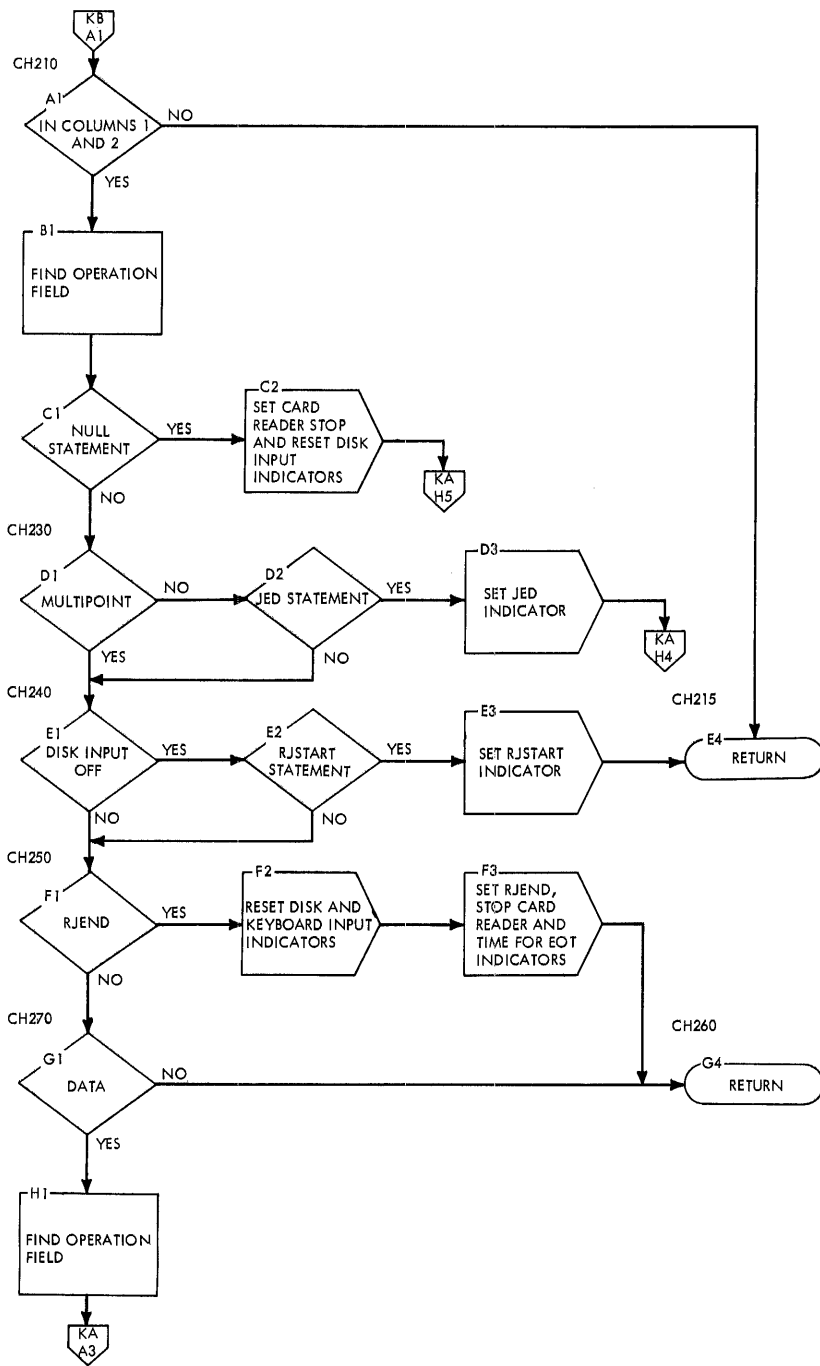 KB
A1
CH210
A1
IN COLUMNS 1
AND 2
NO
YES
B1
FIND OPERATION
FIELD
C1
NULL
STATEMENT
YES
NO
C2
SET CARD
READER STOP
AND RESET DISK
INPUT
INDICATORS
KA
H5
CH230
D1
MULTIPOINT
NO
YES
D2
JED STATEMENT
YES
NO
D3
SET JED
INDICATOR
KA
H4
CH240
CH215
E1
DISK INPUT
OFF
YES
NO
E2
RJSTART
STATEMENT
YES
NO
E3
SET RJSTART
INDICATOR
E4
RETURN
CH250
F1
RJEND
YES
NO
F2
RESET DISK AND
KEYBOARD INPUT
INDICATORS
F3
SET RJEND,
STOP CARD
READER AND
TIME FOR EOT
INDICATORS
CH270
CH260
G1
DATA
NO
YES
G4
RETURN
H1
FIND OPERATION
FIELD
KA
A3